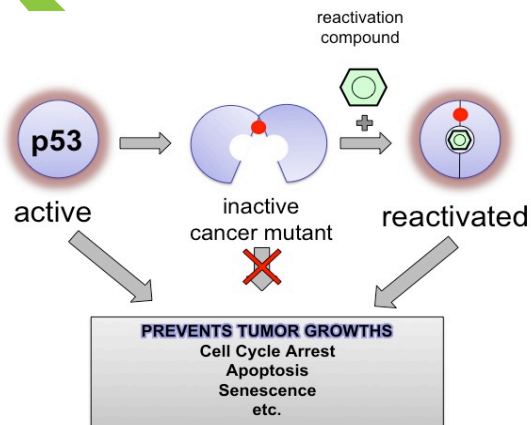 reactivation
compound
p53
active
inactive
cancer mutant
reactivated
PREVENTS TUMOR GROWTHS
Cell Cycle Arrest
Apoptosis
Senescence
etc.